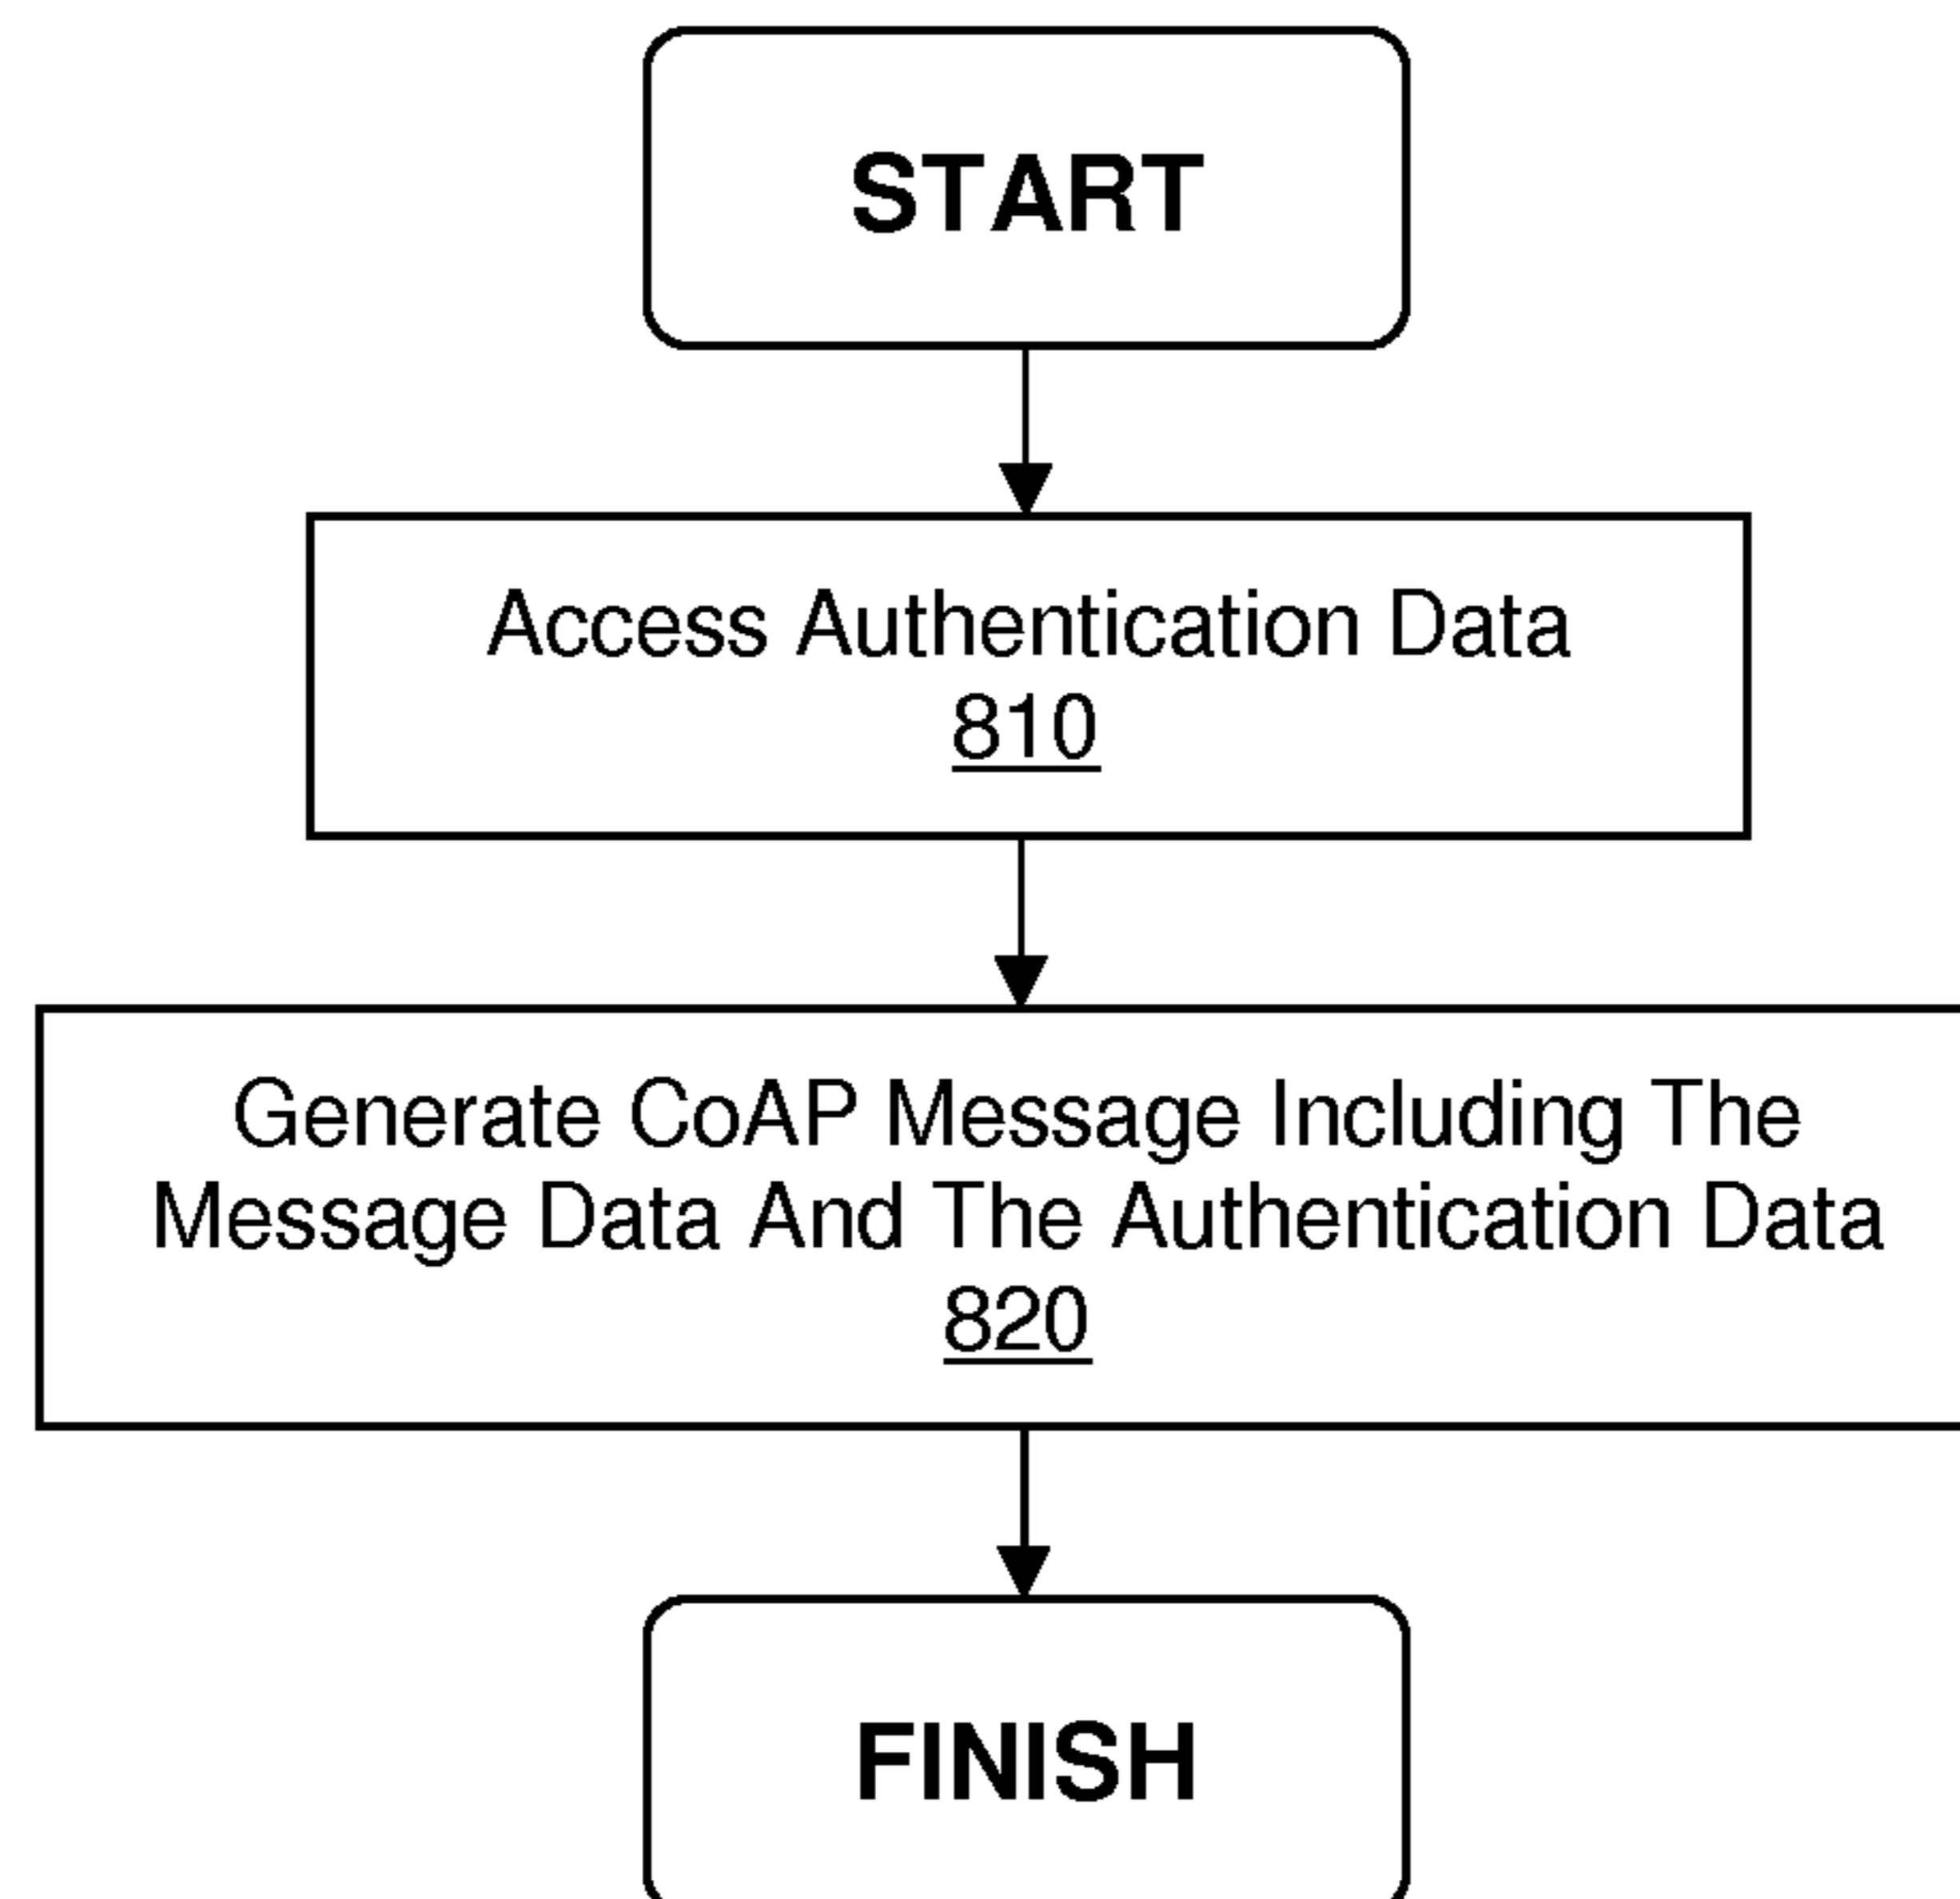 START
Access Authentication Data
810
Generate CoAP Message Including The
Message Data And The Authentication Data
820
FINISH